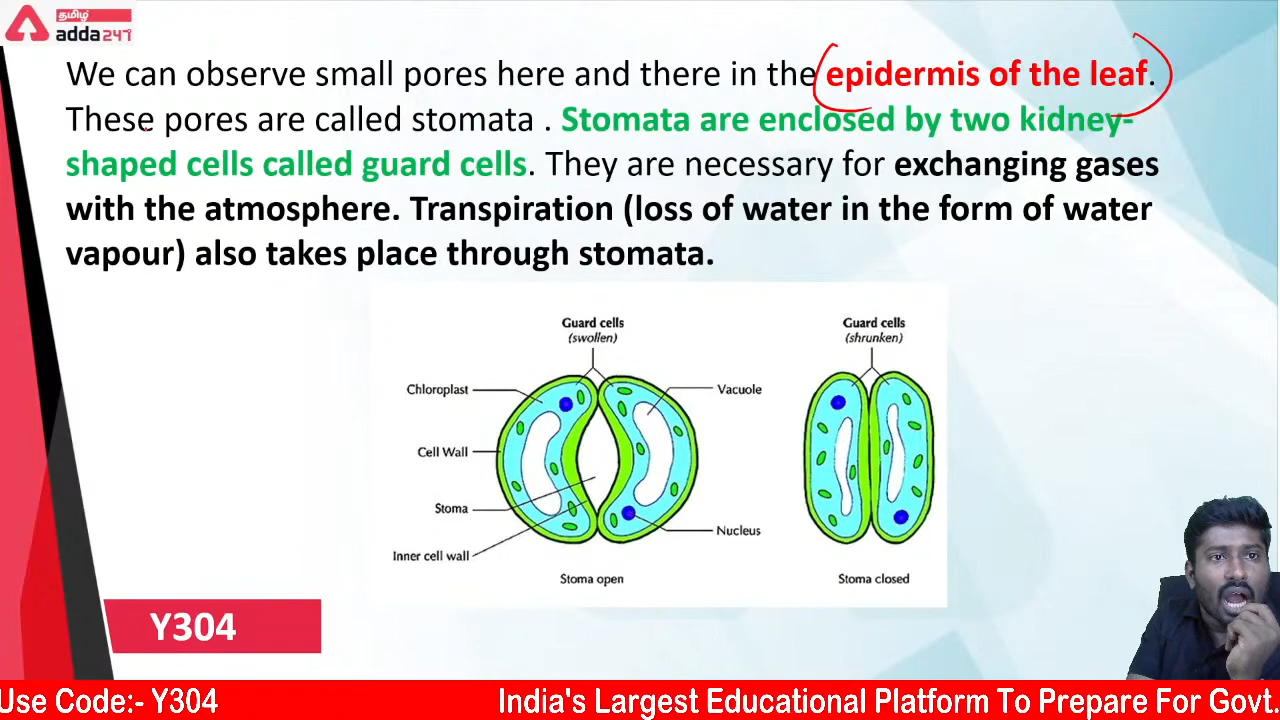 தமிழ்
adda247
We can observe small pores here and there in the epidermis of the leaf.
These pores are called stomata . Stomata are enclosed by two kidney-
shaped cells called guard cells. They are necessary for exchanging gases
with the atmosphere. Transpiration (loss of water in the form of water
vapour) also takes place through stomata.
Guard cells
(swollen)
Guard cells
(shrunken)
Chloroplast
Vacuole
Cell Wall
Stoma
Nucleus
Inner cell wall
Stoma open
Stoma closed
Y304
Use Code:- Y304
India's Largest Educational Platform To Prepare For Govt.